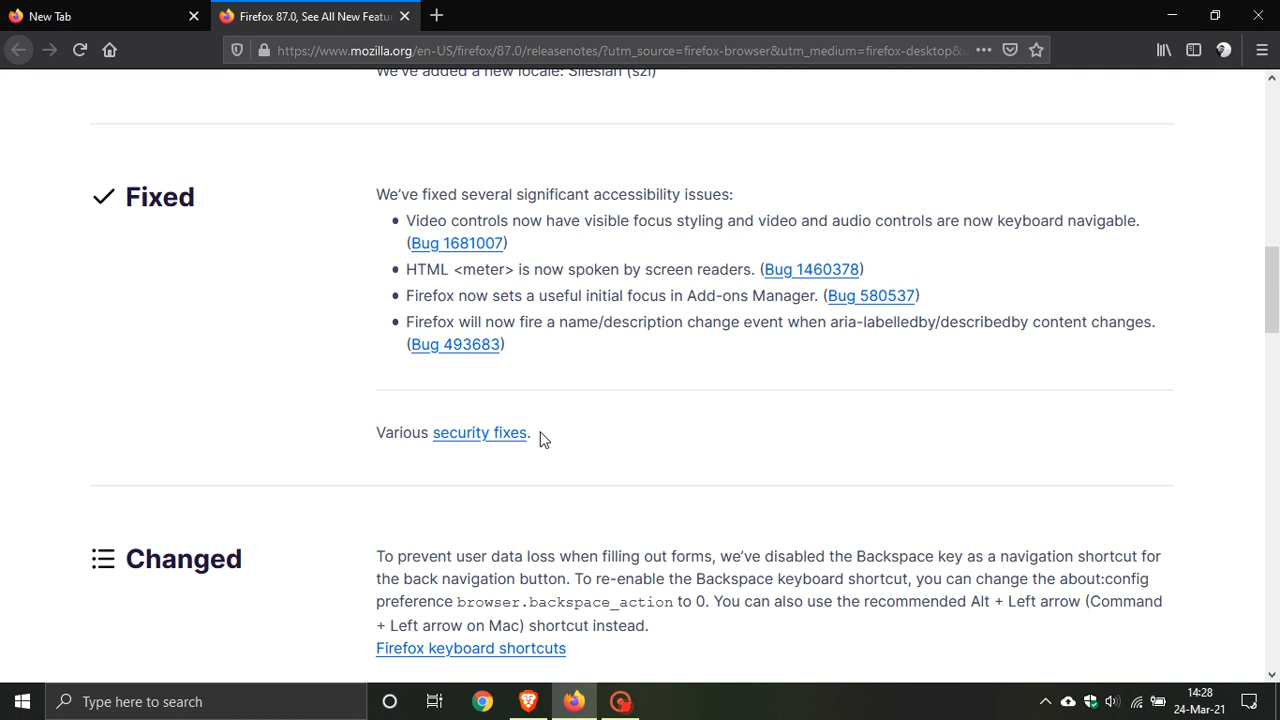 New Tab
Firefox 87.0, See All New Featur
https://www.mozilla.org/en-US/firefox/87.0/releasenotes/?utm_source=firefox-browser&utm_medium=firefox-desktop&
We've added a new locale: Silesian (szl)
Fixed
We've fixed several significant accessibility issues:
Video controls now have visible focus styling and video and audio controls are now keyboard navigable.
(Bug 1681007)
HTML <meter> is now spoken by screen readers. (Bug 1460378)
Firefox now sets a useful initial focus in Add-ons Manager. (Bug 580537)
Firefox will now fire a name/description change event when aria-labelledby/describedby content changes.
(Bug 493683)
Various security fixes.
Changed
To prevent user data loss when filling out forms, we've disabled the Backspace key as a navigation shortcut for
the back navigation button. To re-enable the Backspace keyboard shortcut, you can change the about:config
preference browser.backspace_action to 0. You can also use the recommended Alt + Left arrow (Command
+ Left arrow on Mac) shortcut instead.
Firefox keyboard shortcuts
Type here to search
14:28
24-Mar-21